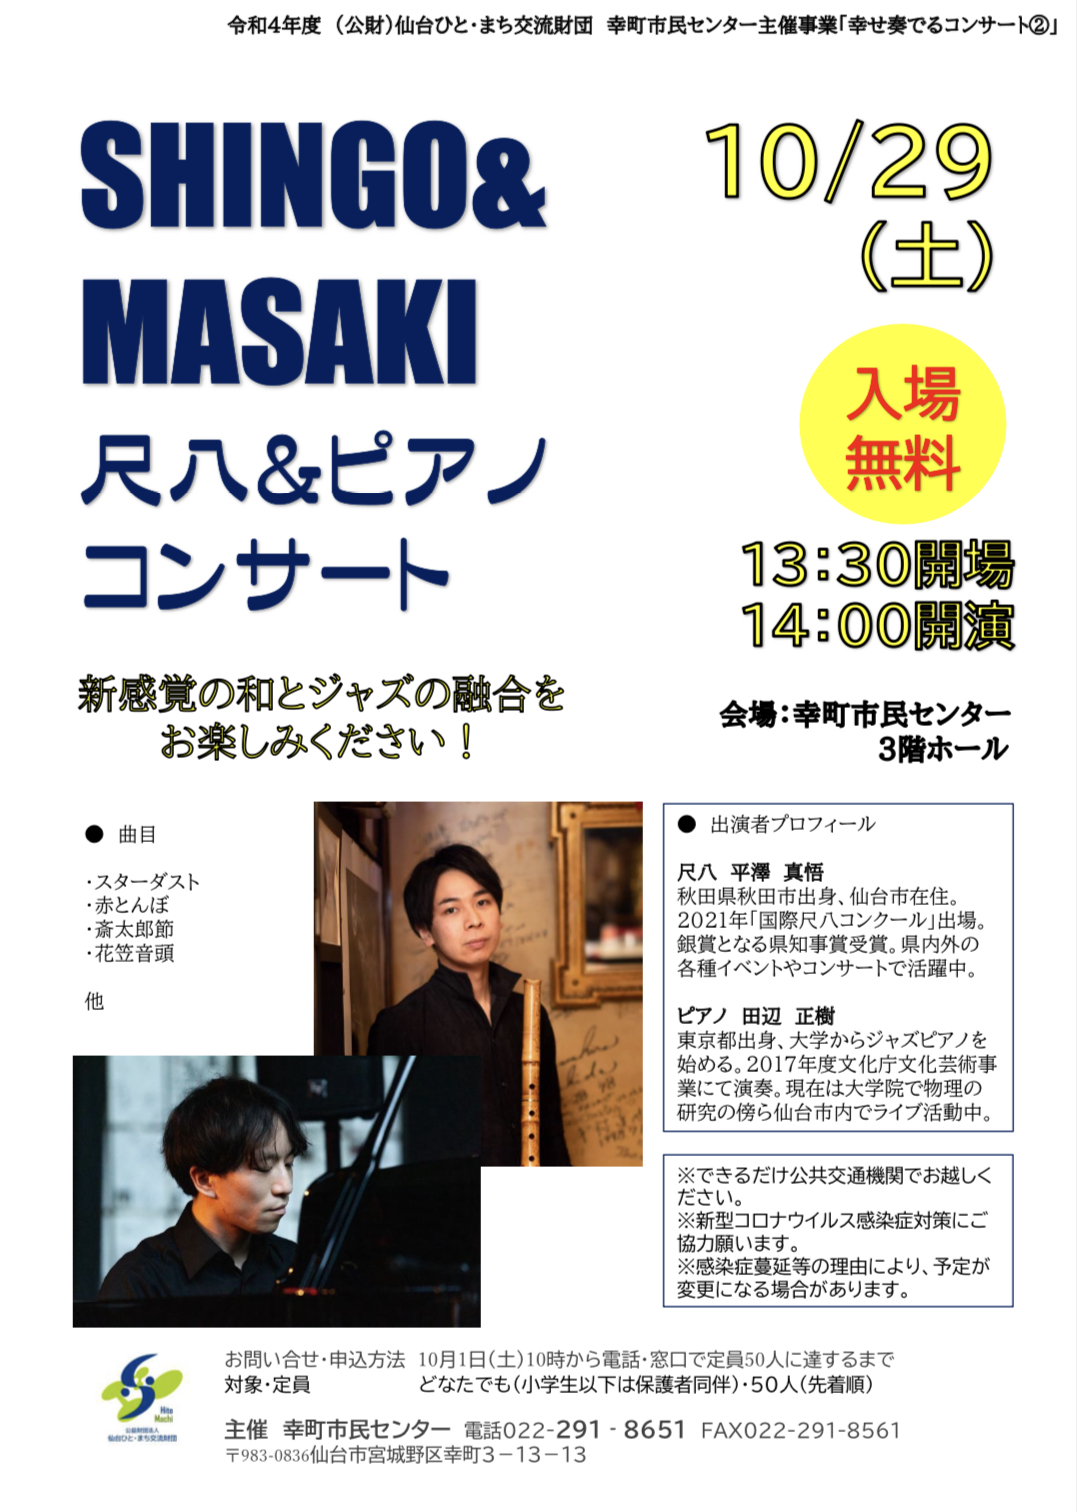 令和4年度　（公財）仙台ひと・まち交流財団　幸町市民センター主催事業「幸せ奏でるコンサート②」
SHINGO&
MASAKI
尺八&ピアノ
コンサート
新感覚の和とジャズの融合を
お楽しみください！
10/29
（土）
入場
無料
13：30開場
14：00開演
会場：幸町市民センター
3階ホール
● 曲目
・スターダスト
・赤とんぼ
・斎太郎節
・花笠音頭
他
● 出演者プロフィール
尺八　平澤　真悟
秋田県秋田市出身、仙台市在住。
2021年「国際尺八コンクール」出場。
銀賞となる県知事賞受賞。県内外の
各種イベントやコンサートで活躍中。
ピアノ　田辺　正樹
東京都出身、大学からジャズピアノを
始める。2017年度文化庁文化芸術事
業にて演奏。現在は大学院で物理の
研究の傍ら仙台市内でライブ活動中。
※できるだけ公共交通機関でお越しく
ださい。
※新型コロナウイルス感染症対策にご
協力願います。
※感染症蔓延等の理由により、予定が
変更になる場合があります。
お問い合せ・申込方法　10月1日（土）10時から電話・窓口で定員50人に達するまで
対象・定員　どなたでも（小学生以下は保護者同伴）・50人（先着順）
主催　幸町市民センター　電話022-291‐8651　FAX022-291-8561
〒983-0836仙台市宮城野区幸町3－13－13
Hito
Machi
公益財団法人
仙台ひと・まち交流財団